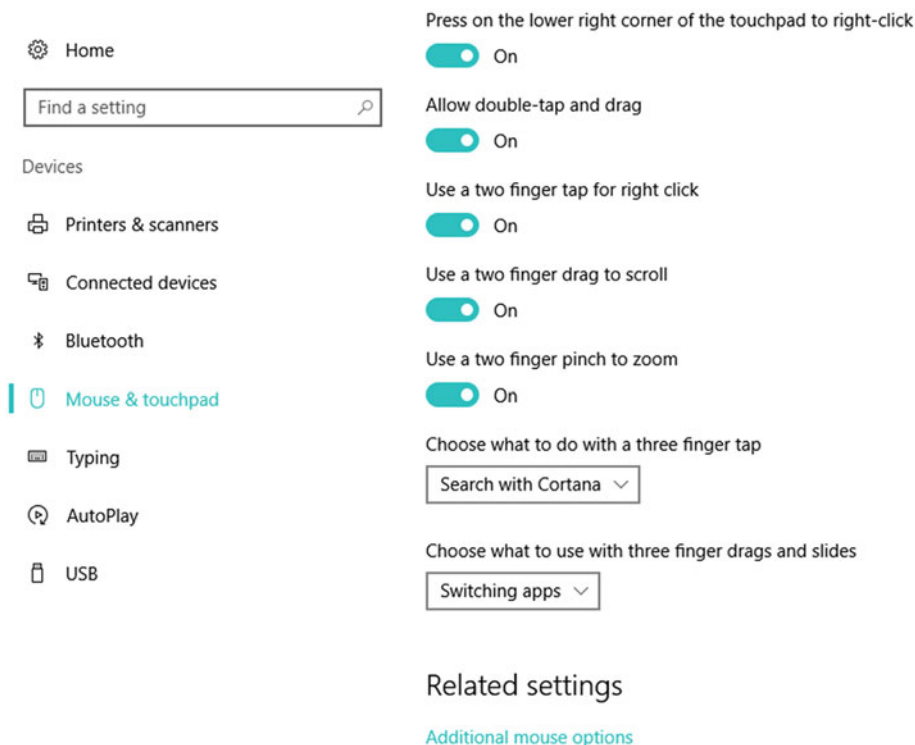 Home
Find a setting
Devices
Printers & scanners
Connected devices
Bluetooth
Mouse & touchpad
Typing
AutoPlay
USB
Press on the lower right corner of the touchpad to right-click
On
Allow double-tap and drag
On
Use a two finger tap for right click
On
Use a two finger drag to scroll
On
Use a two finger pinch to zoom
On
Choose what to do with a three finger tap
Search with Cortana
Choose what to use with three finger drags and slides
Switching apps
Related settings
Additional mouse options